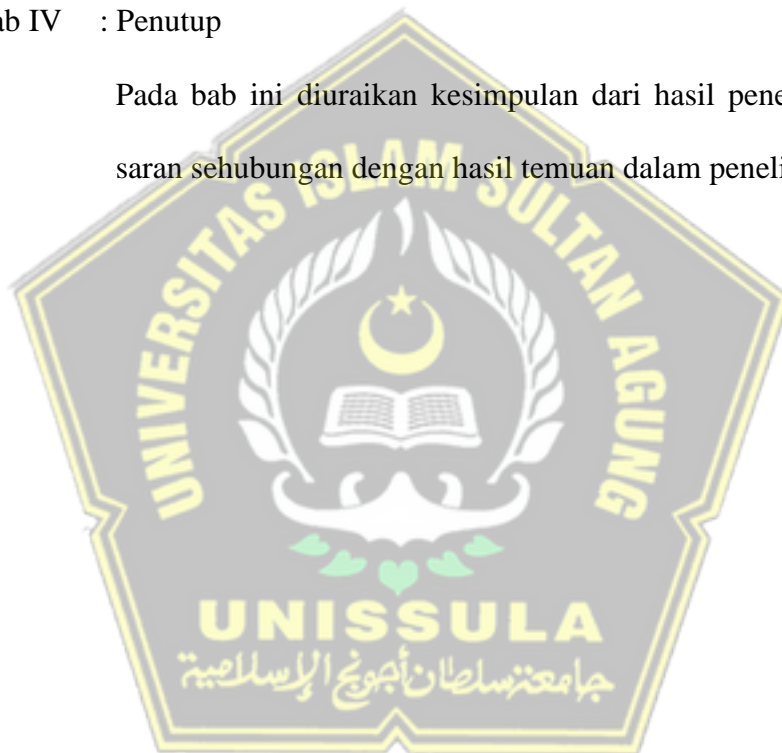 ab IV : Penutup
Pada bab ini diuraikan kesimpulan dari hasil pene
saran sehubungan dengan hasil temuan dalam peneli
UNIVERSITAS ISLAM SULTAN AGUNG
UNISSULA
جامعة سلطان أجونج الإسلامية